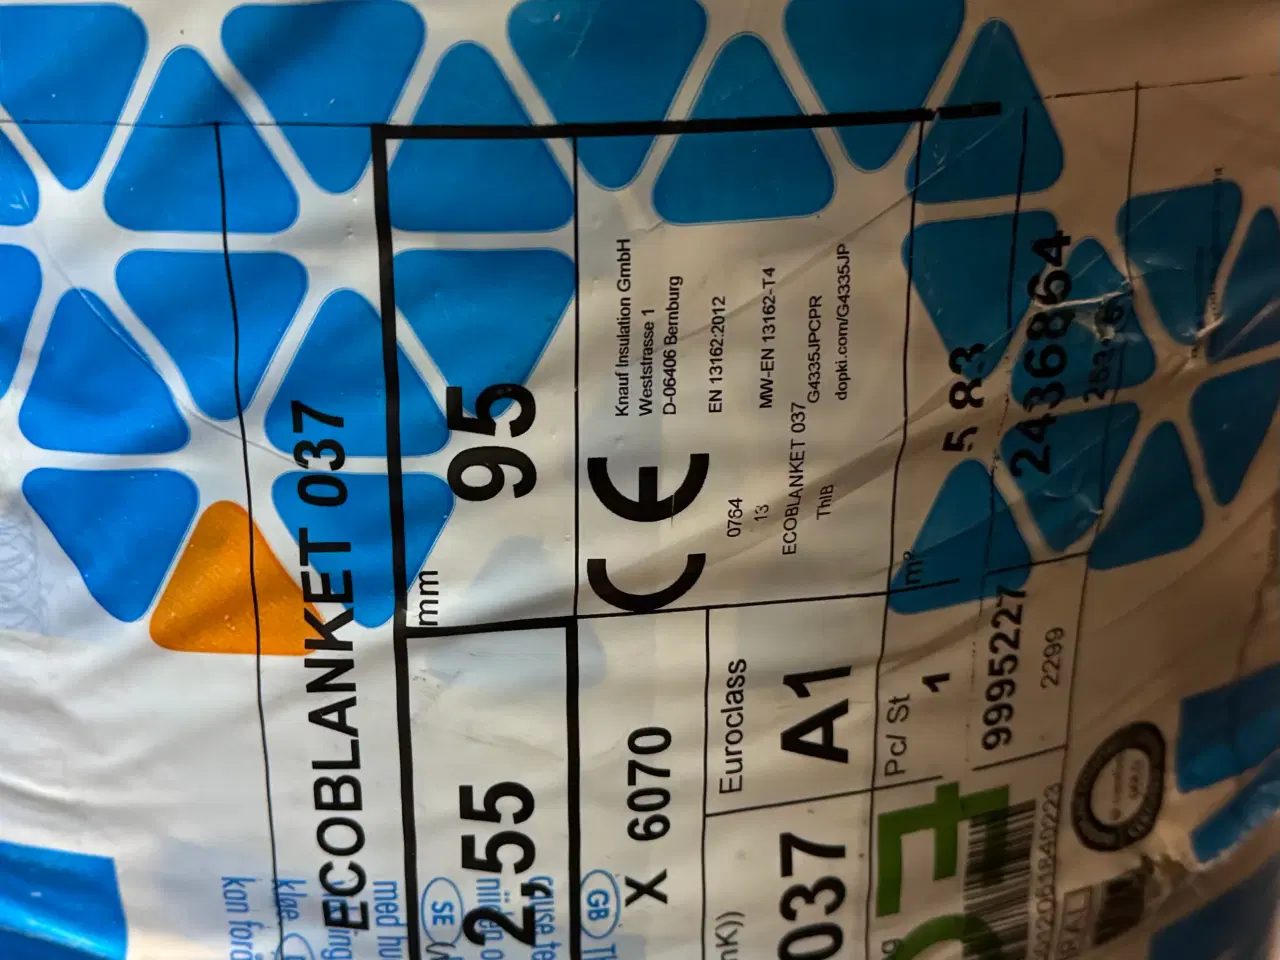 ECOBLANKET 037
mm
95
2,55
Knauf Insulation GmbH
Weststrasse 1
D-06406 Bernburg
EN 13162:2012
CE
0764
13
MW-EN 13162-T4
ECOBLANKET 037
G4335JPCPR
ThIB
dopki.com/G4335JP
X 6070
Euroclass
A1
037
Pc/ St
1
m²
5 83
9995227
2436864
2299
kon
med hu
SE
GB